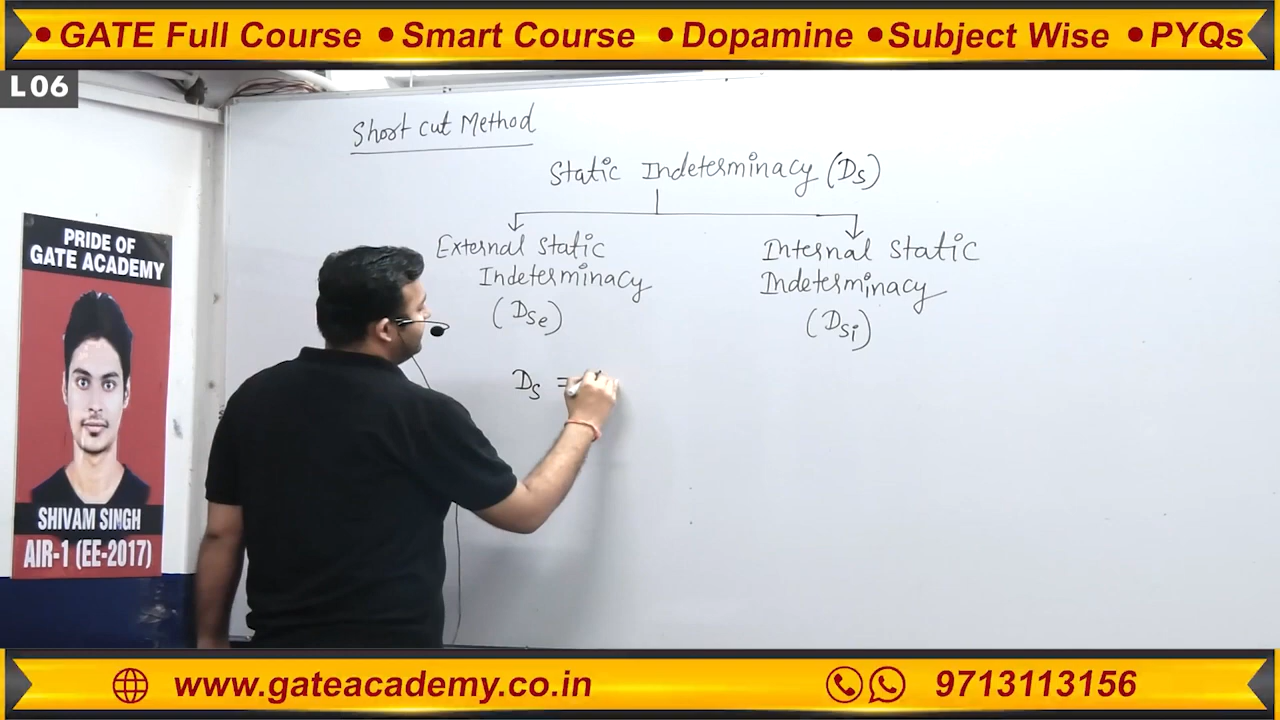 • GATE Full Course • Smart Course • Dopamine • Subject Wise • PYQs
L 06
Short cut Method
Static Indeterminacy (Ds)
External Static
Indeterminacy
(Dse)
Internal Static
Indeterminacy
(Dsi)
Ds =
PRIDE OF
GATE ACADEMY
SHIVAM SINGH
AIR-1 (EE-2017)
www.gateacademy.co.in
9713113156